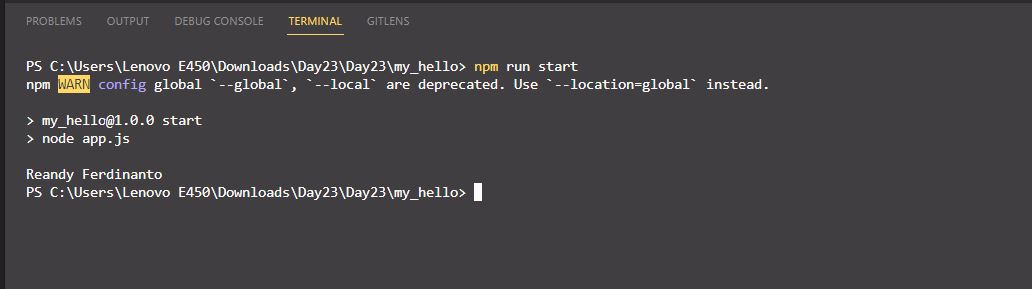 PROBLEMS OUTPUT DEBUG CONSOLE TERMINAL GITLENS
PS C:\Users\Lenovo E450\Downloads\Day23\Day23\my_hello> npm run start
npm WARN config global `--global`, `--local` are deprecated. Use `--location=global` instead.
> my_hello@1.0.0 start
> node app.js
Reandy Ferdinanto
PS C:\Users\Lenovo E450\Downloads\Day23\Day23\my_hello>